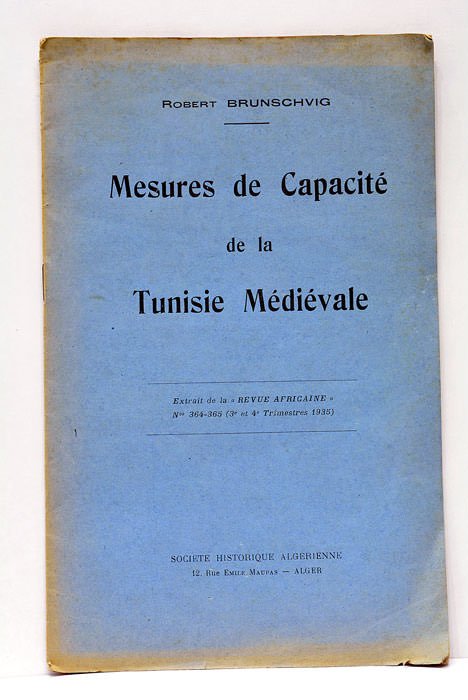 ROBERT BRUNSCHVIG
Mesures de Capacité
de la
Tunisie Médiévale
Extrait de la « REVUE AFRICAINE »
Nos 364-365 (3e et 4e Trimestres 1935)
SOCIETE HISTORIQUE ALGERIENNE
12, Rue EMILE MAUPAS — ALGER